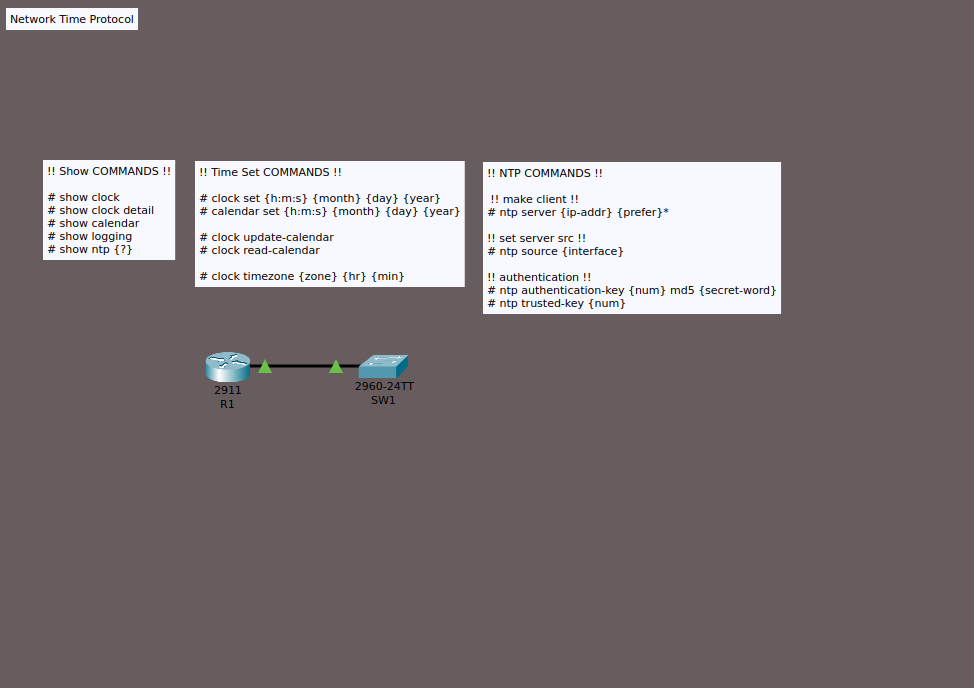 Network Time Protocol
!! Show COMMANDS !!
# show clock
# show clock detail
# show calendar
# show logging
# show ntp {?}
!! Time Set COMMANDS !!
# clock set {h:m:s} {month} {day} {year}
# calendar set {h:m:s} {month} {day} {year}
# clock update-calendar
# clock read-calendar
# clock timezone {zone} {hr} {min}
!! NTP COMMANDS !!
!! make client !!
# ntp server {ip-addr} {prefer}*
!! set server src !!
# ntp source {interface}
!! authentication !!
# ntp authentication-key {num} md5 {secret-word}
# ntp trusted-key {num}
2911
R1
2960-24TT
SW1